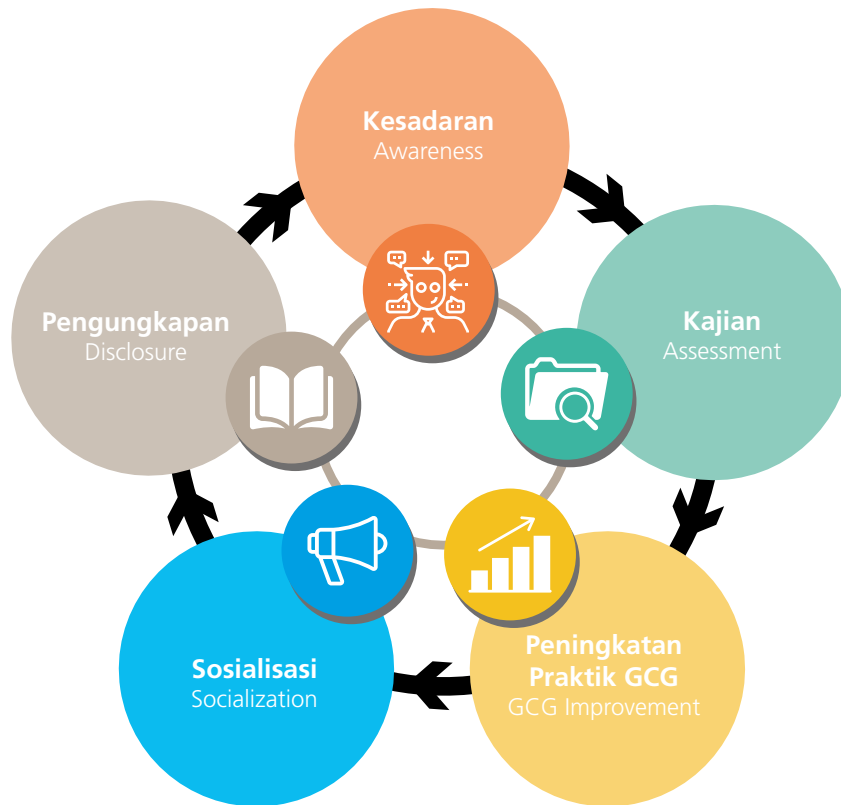 Kesadaran
Awareness
Kajian
Assessment
Peningkatan
Praktik GCG
GCG Improvement
Sosialisasi
Socialization
Pengungkapan
Disclosure